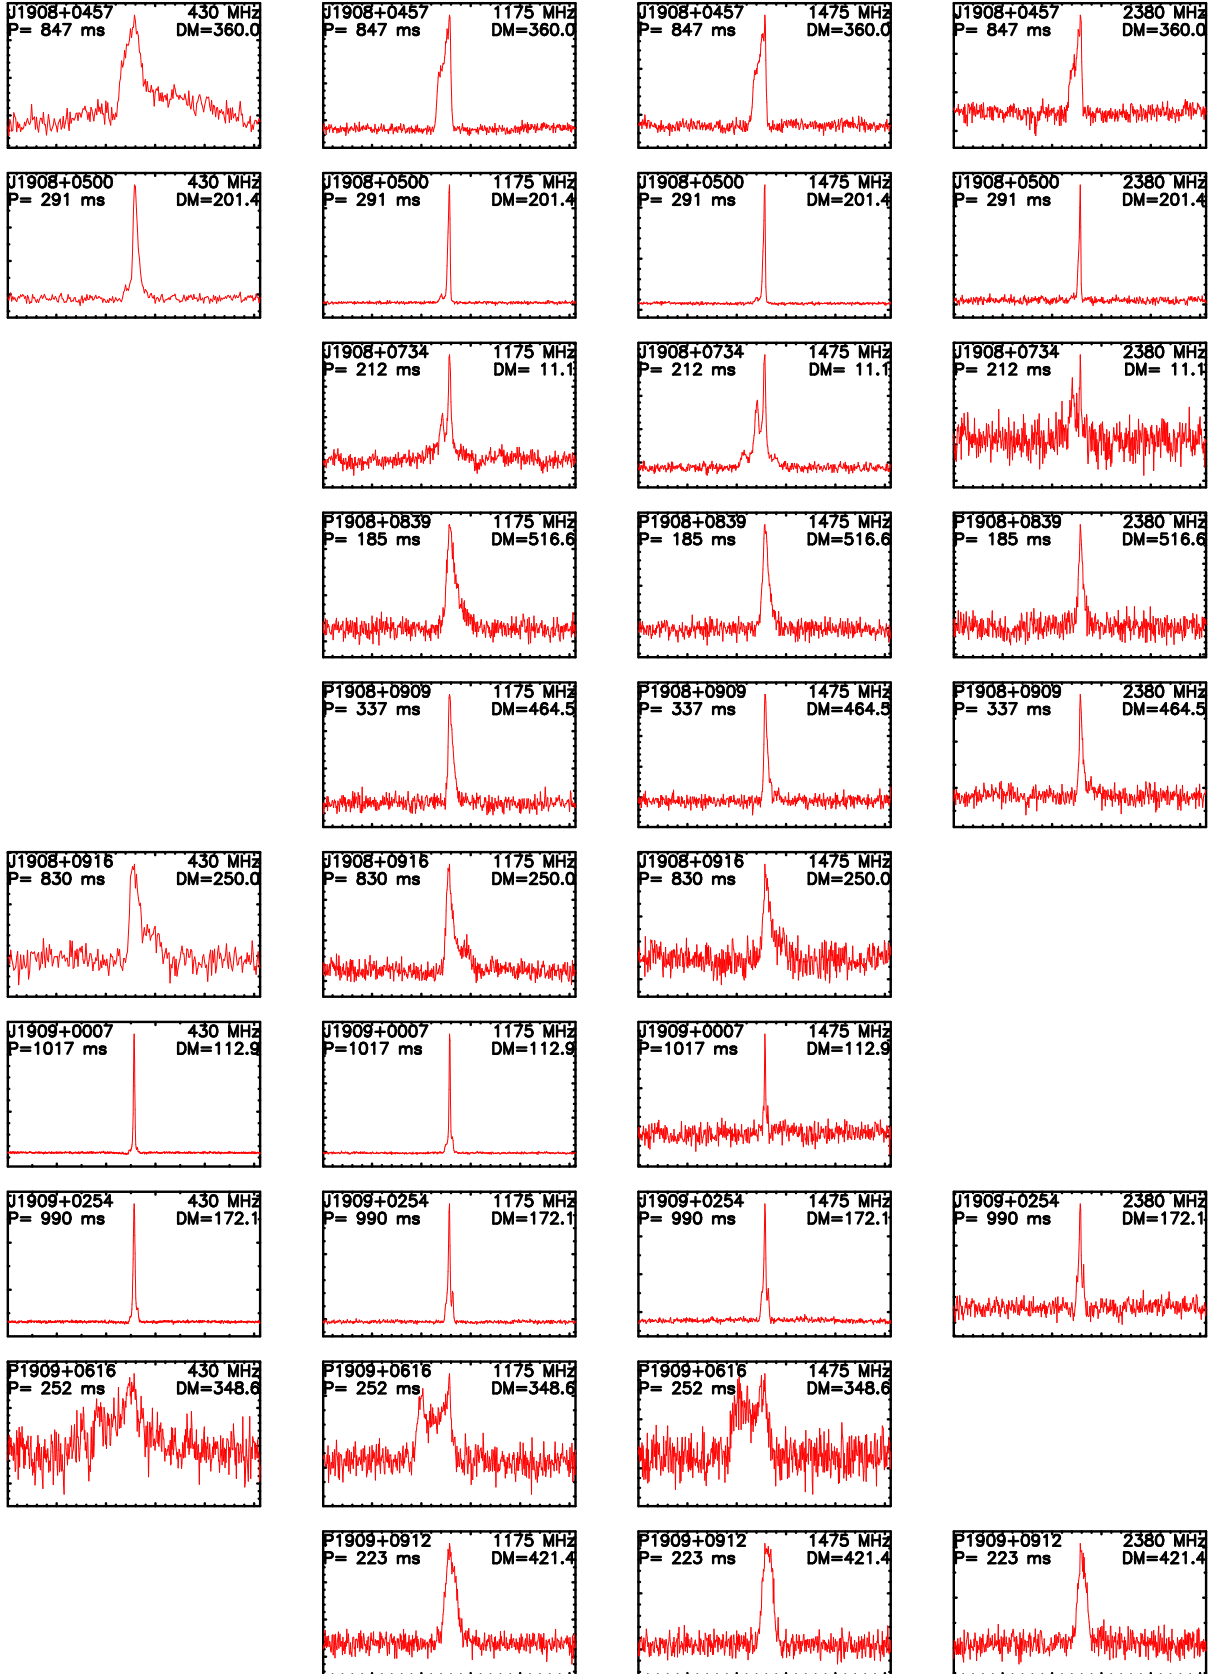 J1908+0457 430 MHz
P= 847 ms DM=360.0
J1908+0457 1175 MHz
P= 847 ms DM=360.0
J1908+0457 1475 MHz
P= 847 ms DM=360.0
J1908+0457 2380 MHz
P= 847 ms DM=360.0
J1908+0500 430 MHz
P= 291 ms DM=201.4
J1908+0500 1175 MHz
P= 291 ms DM=201.4
J1908+0500 1475 MHz
P= 291 ms DM=201.4
J1908+0500 2380 MHz
P= 291 ms DM=201.4
J1908+0734 1175 MHz
P= 212 ms DM= 11.1
J1908+0734 1475 MHz
P= 212 ms DM= 11.1
J1908+0734 2380 MHz
P= 212 ms DM= 11.1
P1908+0839 1175 MHz
P= 185 ms DM=516.6
P1908+0839 1475 MHz
P= 185 ms DM=516.6
P1908+0839 2380 MHz
P= 185 ms DM=516.6
P1908+0909 1175 MHz
P= 337 ms DM=464.5
P1908+0909 1475 MHz
P= 337 ms DM=464.5
P1908+0909 2380 MHz
P= 337 ms DM=464.5
J1908+0916 430 MHz
P= 830 ms DM=250.0
J1908+0916 1175 MHz
P= 830 ms DM=250.0
J1908+0916 1475 MHz
P= 830 ms DM=250.0
J1909+0007 430 MHz
P=1017 ms DM=112.9
J1909+0007 1175 MHz
P=1017 ms DM=112.9
J1909+0007 1475 MHz
P=1017 ms DM=112.9
J1909+0254 430 MHz
P= 990 ms DM=172.1
J1909+0254 1175 MHz
P= 990 ms DM=172.1
J1909+0254 1475 MHz
P= 990 ms DM=172.1
J1909+0254 2380 MHz
P= 990 ms DM=172.1
P1909+0616 430 MHz
P= 252 ms DM=348.6
P1909+0616 1175 MHz
P= 252 ms DM=348.6
P1909+0616 1475 MHz
P= 252 ms DM=348.6
P1909+0912 1175 MHz
P= 223 ms DM=421.4
P1909+0912 1475 MHz
P= 223 ms DM=421.4
P1909+0912 2380 MHz
P= 223 ms DM=421.4